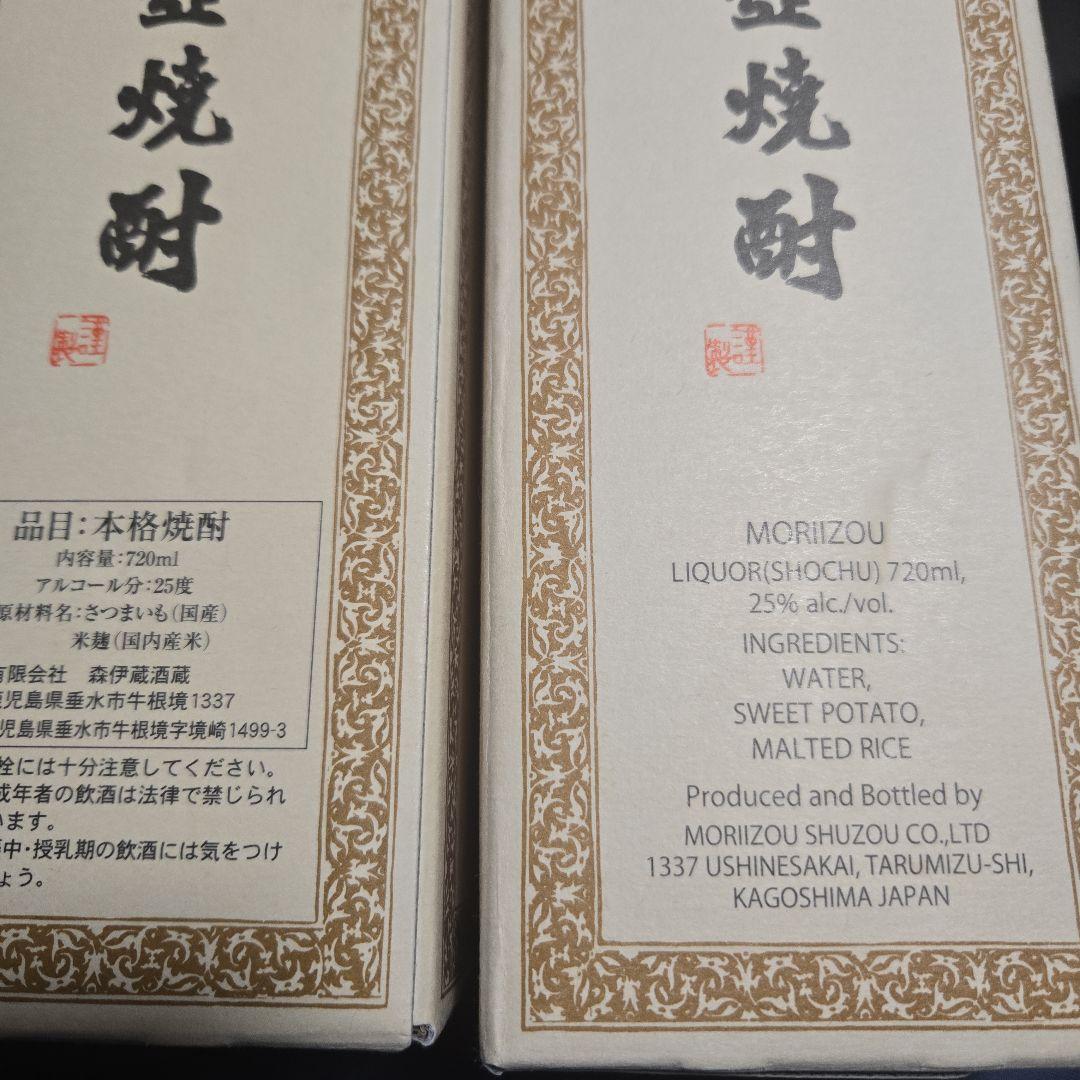 壺焼酎
謹製
品目:本格焼酎
内容量:720ml
アルコール分:25度
原材料名:さつまいも(国産)
米麹(国内産米)
有限会社 森伊蔵酒蔵
児島県垂水市牛根境1337
児島県垂水市牛根境字境崎1499-3
栓には十分注意してください。
成年者の飲酒は法律で禁じられ
います。
中・授乳期の飲酒には気をつけ
ょう。
壺焼酎
謹製
MORIIZOU
LIQUOR(SHOCHU) 720ml,
25% alc./vol.
INGREDIENTS:
WATER,
SWEET POTATO,
MALTED RICE
Produced and Bottled by
MORIIZOU SHUZOU CO.,LTD
1337 USHINESAKAI, TARUMIZU-SHI,
KAGOSHIMA JAPAN